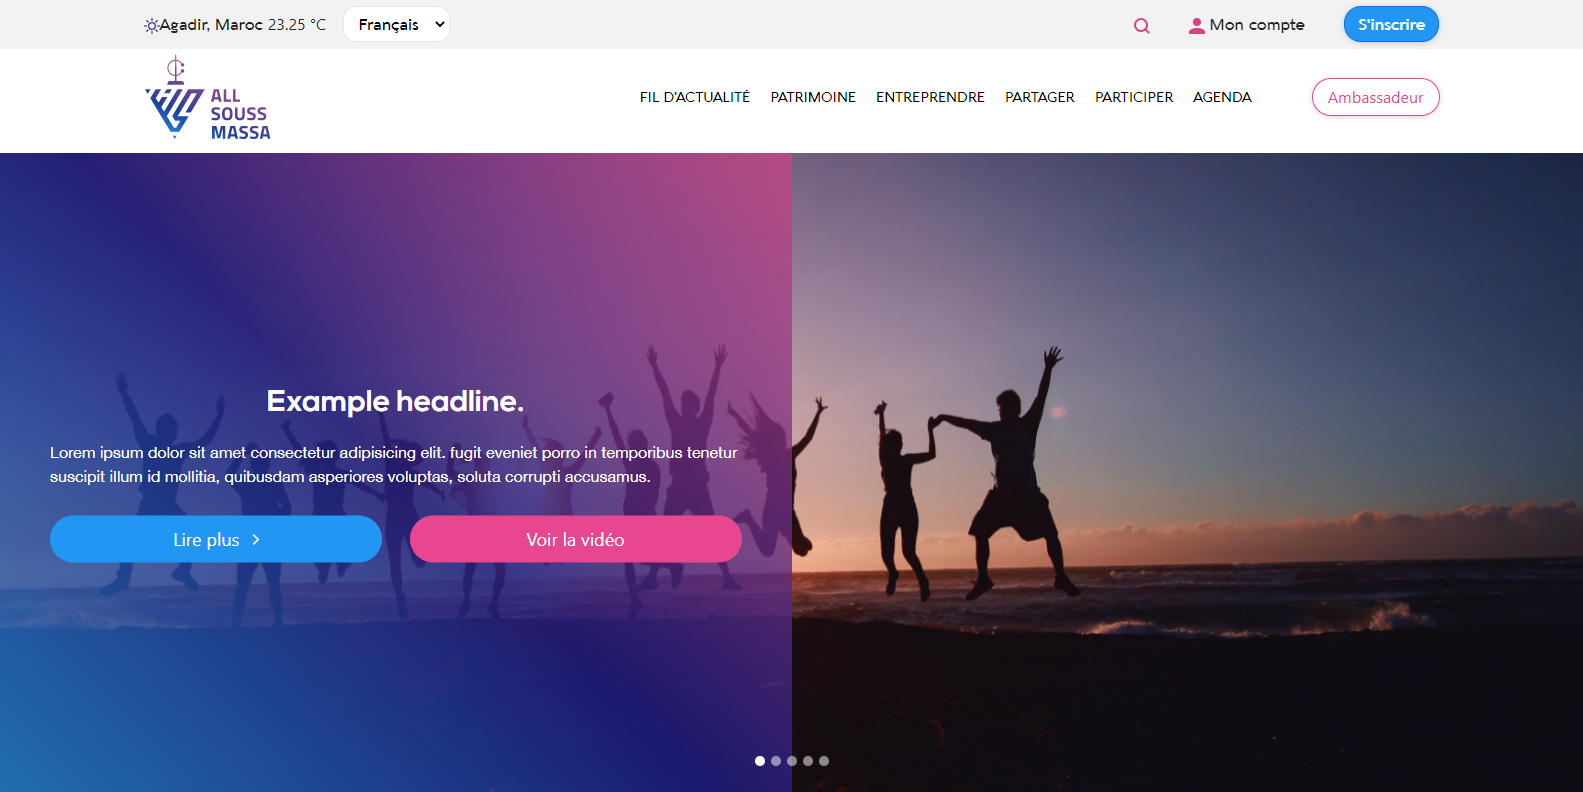 Agadir, Maroc 23.25 °C
Français
Mon compte
S'inscrire
ALL
SOUSS
MASSA
FIL D'ACTUALITÉ
PATRIMOINE
ENTREPRENDRE
PARTAGER
PARTICIPER
AGENDA
Ambassadeur
Example headline.
Lorem ipsum dolor sit amet consectetur adipisicing elit. fugit eveniet porro in temporibus tenetur
suscipit illum id mollitia, quibusdam asperiores voluptas, soluta corrupti accusamus.
Lire plus
Voir la vidéo